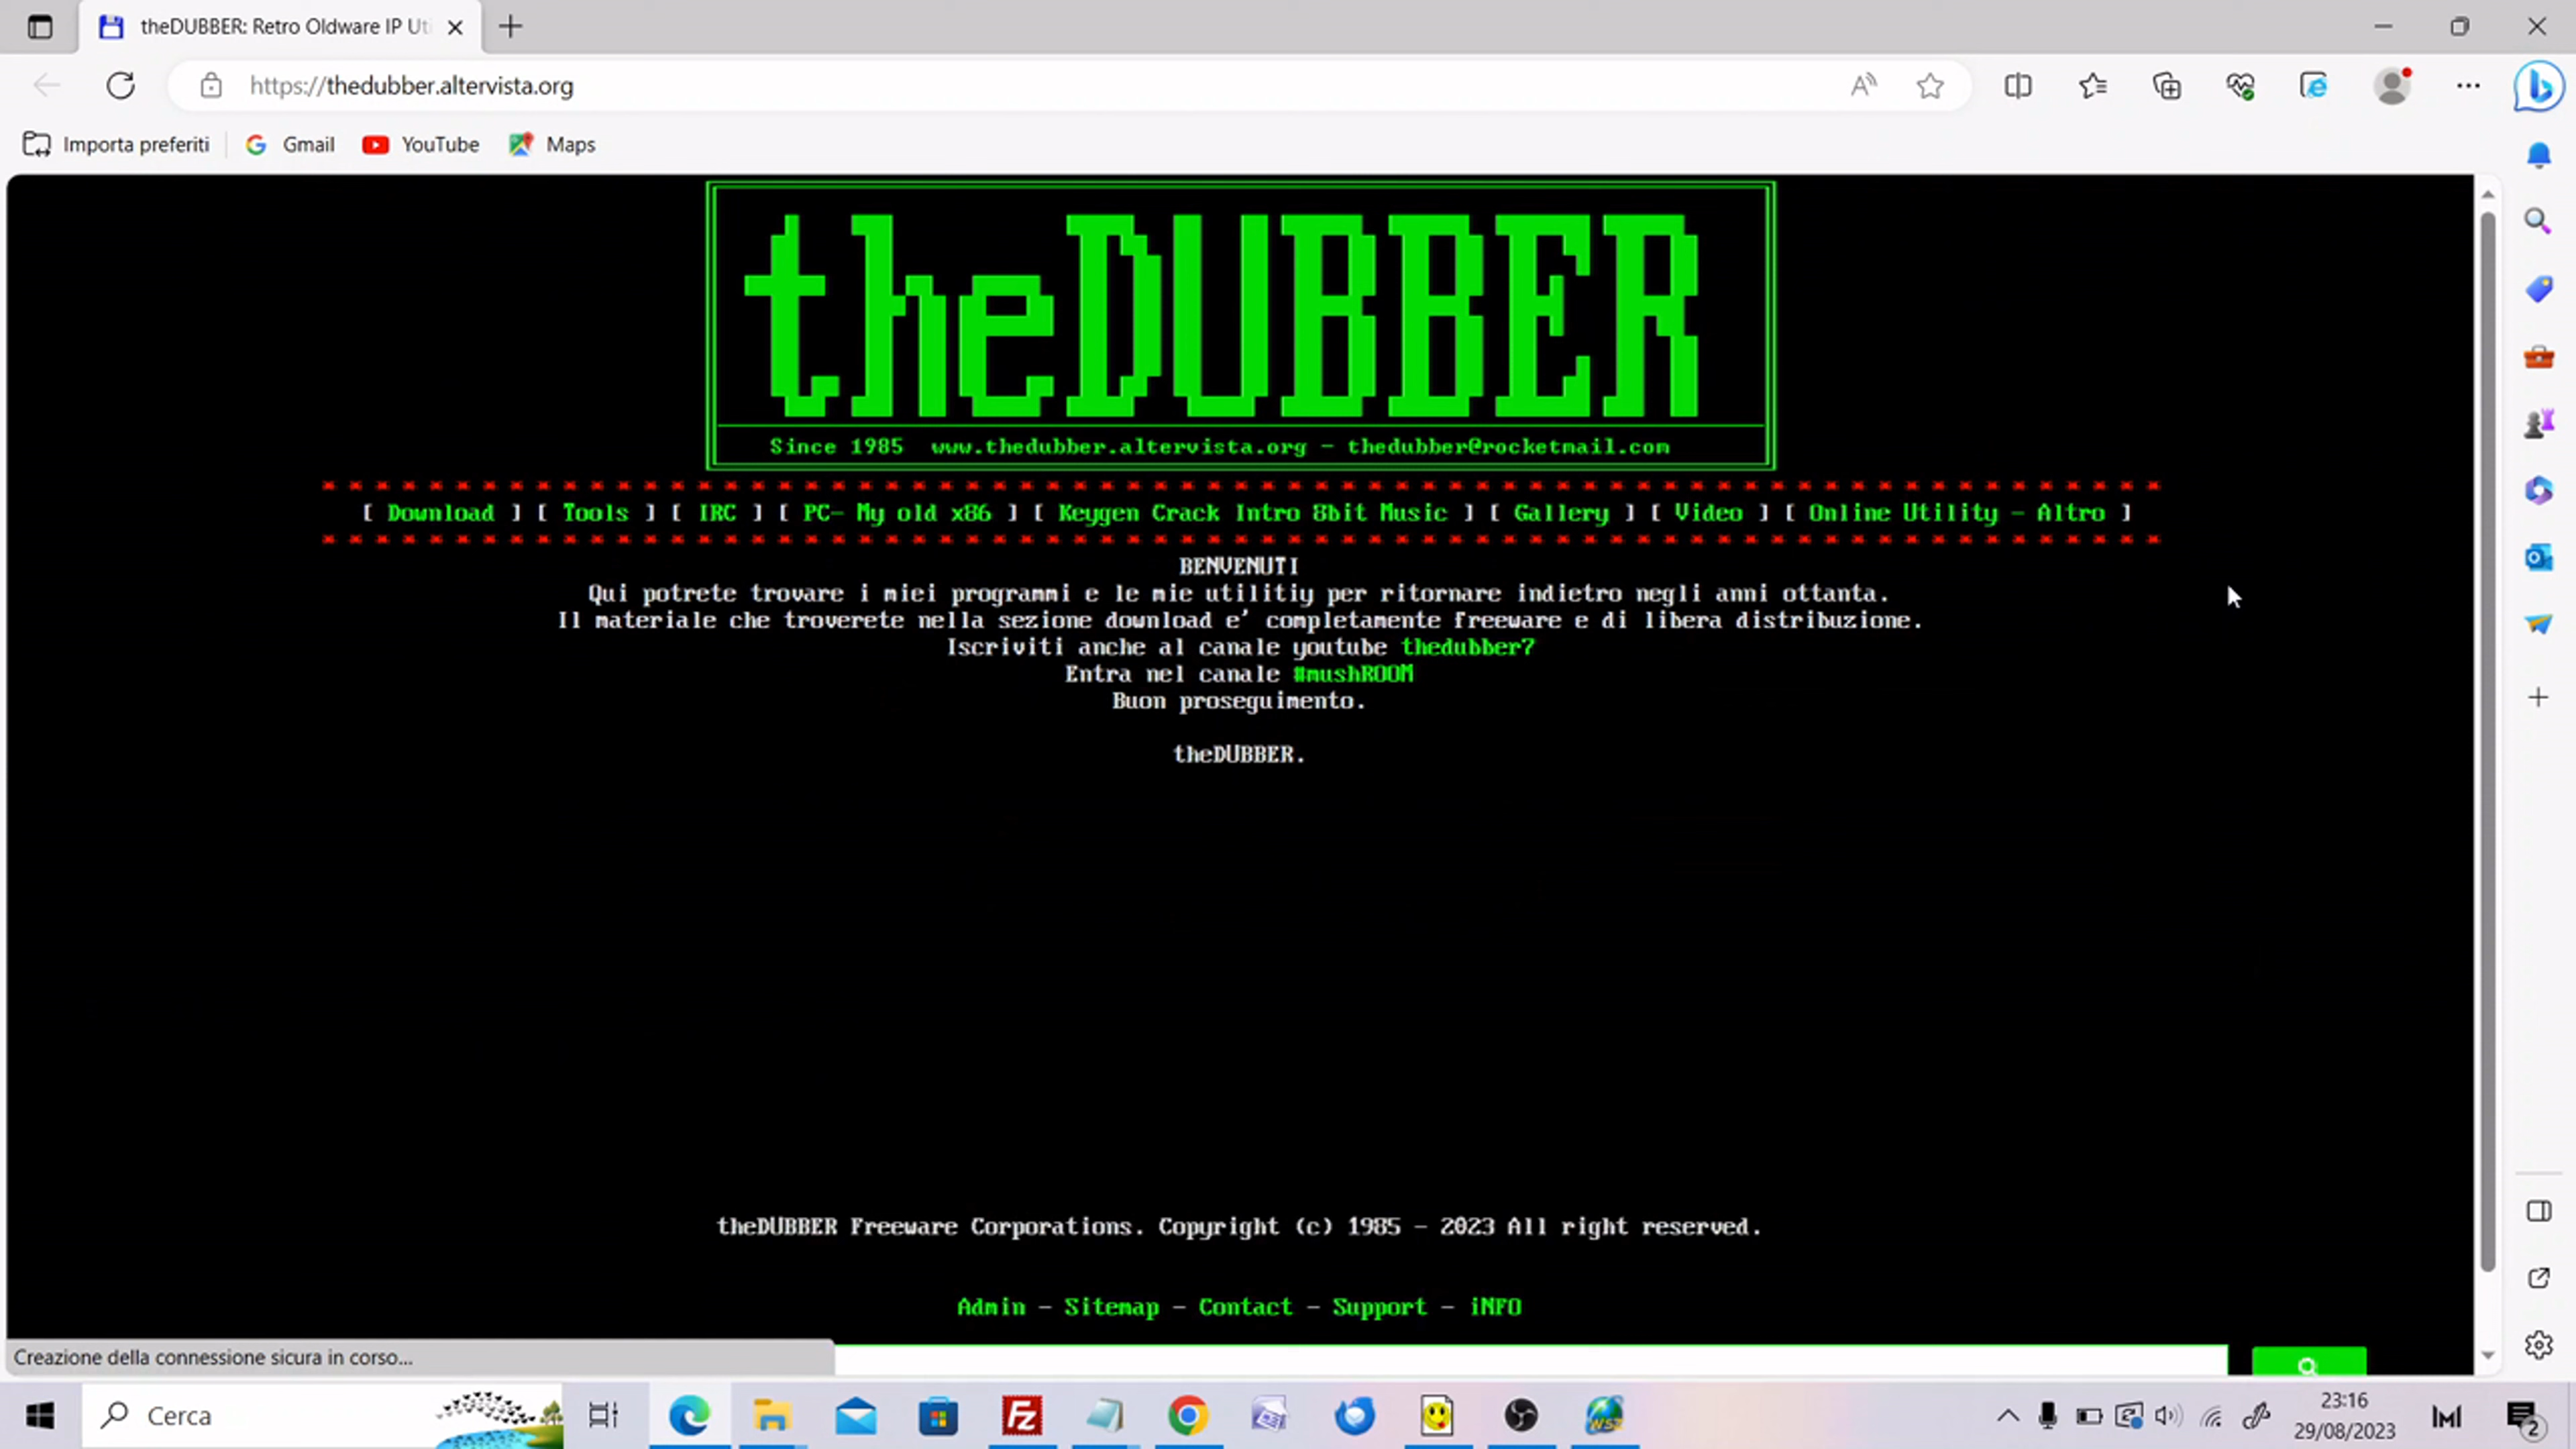 theDUBBER: Retro Oldware IP Uti
https://thedubber.altervista.org
Importa preferiti
Gmail
YouTube
Maps
theDUBBER
Since 1985 www.thedubber.altervista.org - thedubber@rocketmail.com
* * * * * * * * * * * * * * * * * * * * * * * * * * * * * * * * * * * * * * * * * * * * * * * * * * * * * * * * * * * * * * * * * * * * *
[ Download ] [ Tools ] [ IRC ] [ PC- My old x86 ] [ Keygen Crack Intro 8bit Music ] [ Gallery ] [ Video ] [ Online Utility - Altro ]
* * * * * * * * * * * * * * * * * * * * * * * * * * * * * * * * * * * * * * * * * * * * * * * * * * * * * * * * * * * * * * * * * * * * *
BENVENUTI
Qui potrete trovare i miei programmi e le mie utilitiy per ritornare indietro negli anni ottanta.
Il materiale che troverete nella sezione download e' completamente freeware e di libera distribuzione.
Iscriviti anche al canale youtube thedubber7
Entra nel canale #mushROOM
Buon proseguimento.
theDUBBER.
theDUBBER Freeware Corporations. Copyright (c) 1985 - 2023 All right reserved.
Admin - Sitemap - Contact - Support - iNFO
Creazione della connessione sicura in corso...
Cerca
23:16
29/08/2023
2